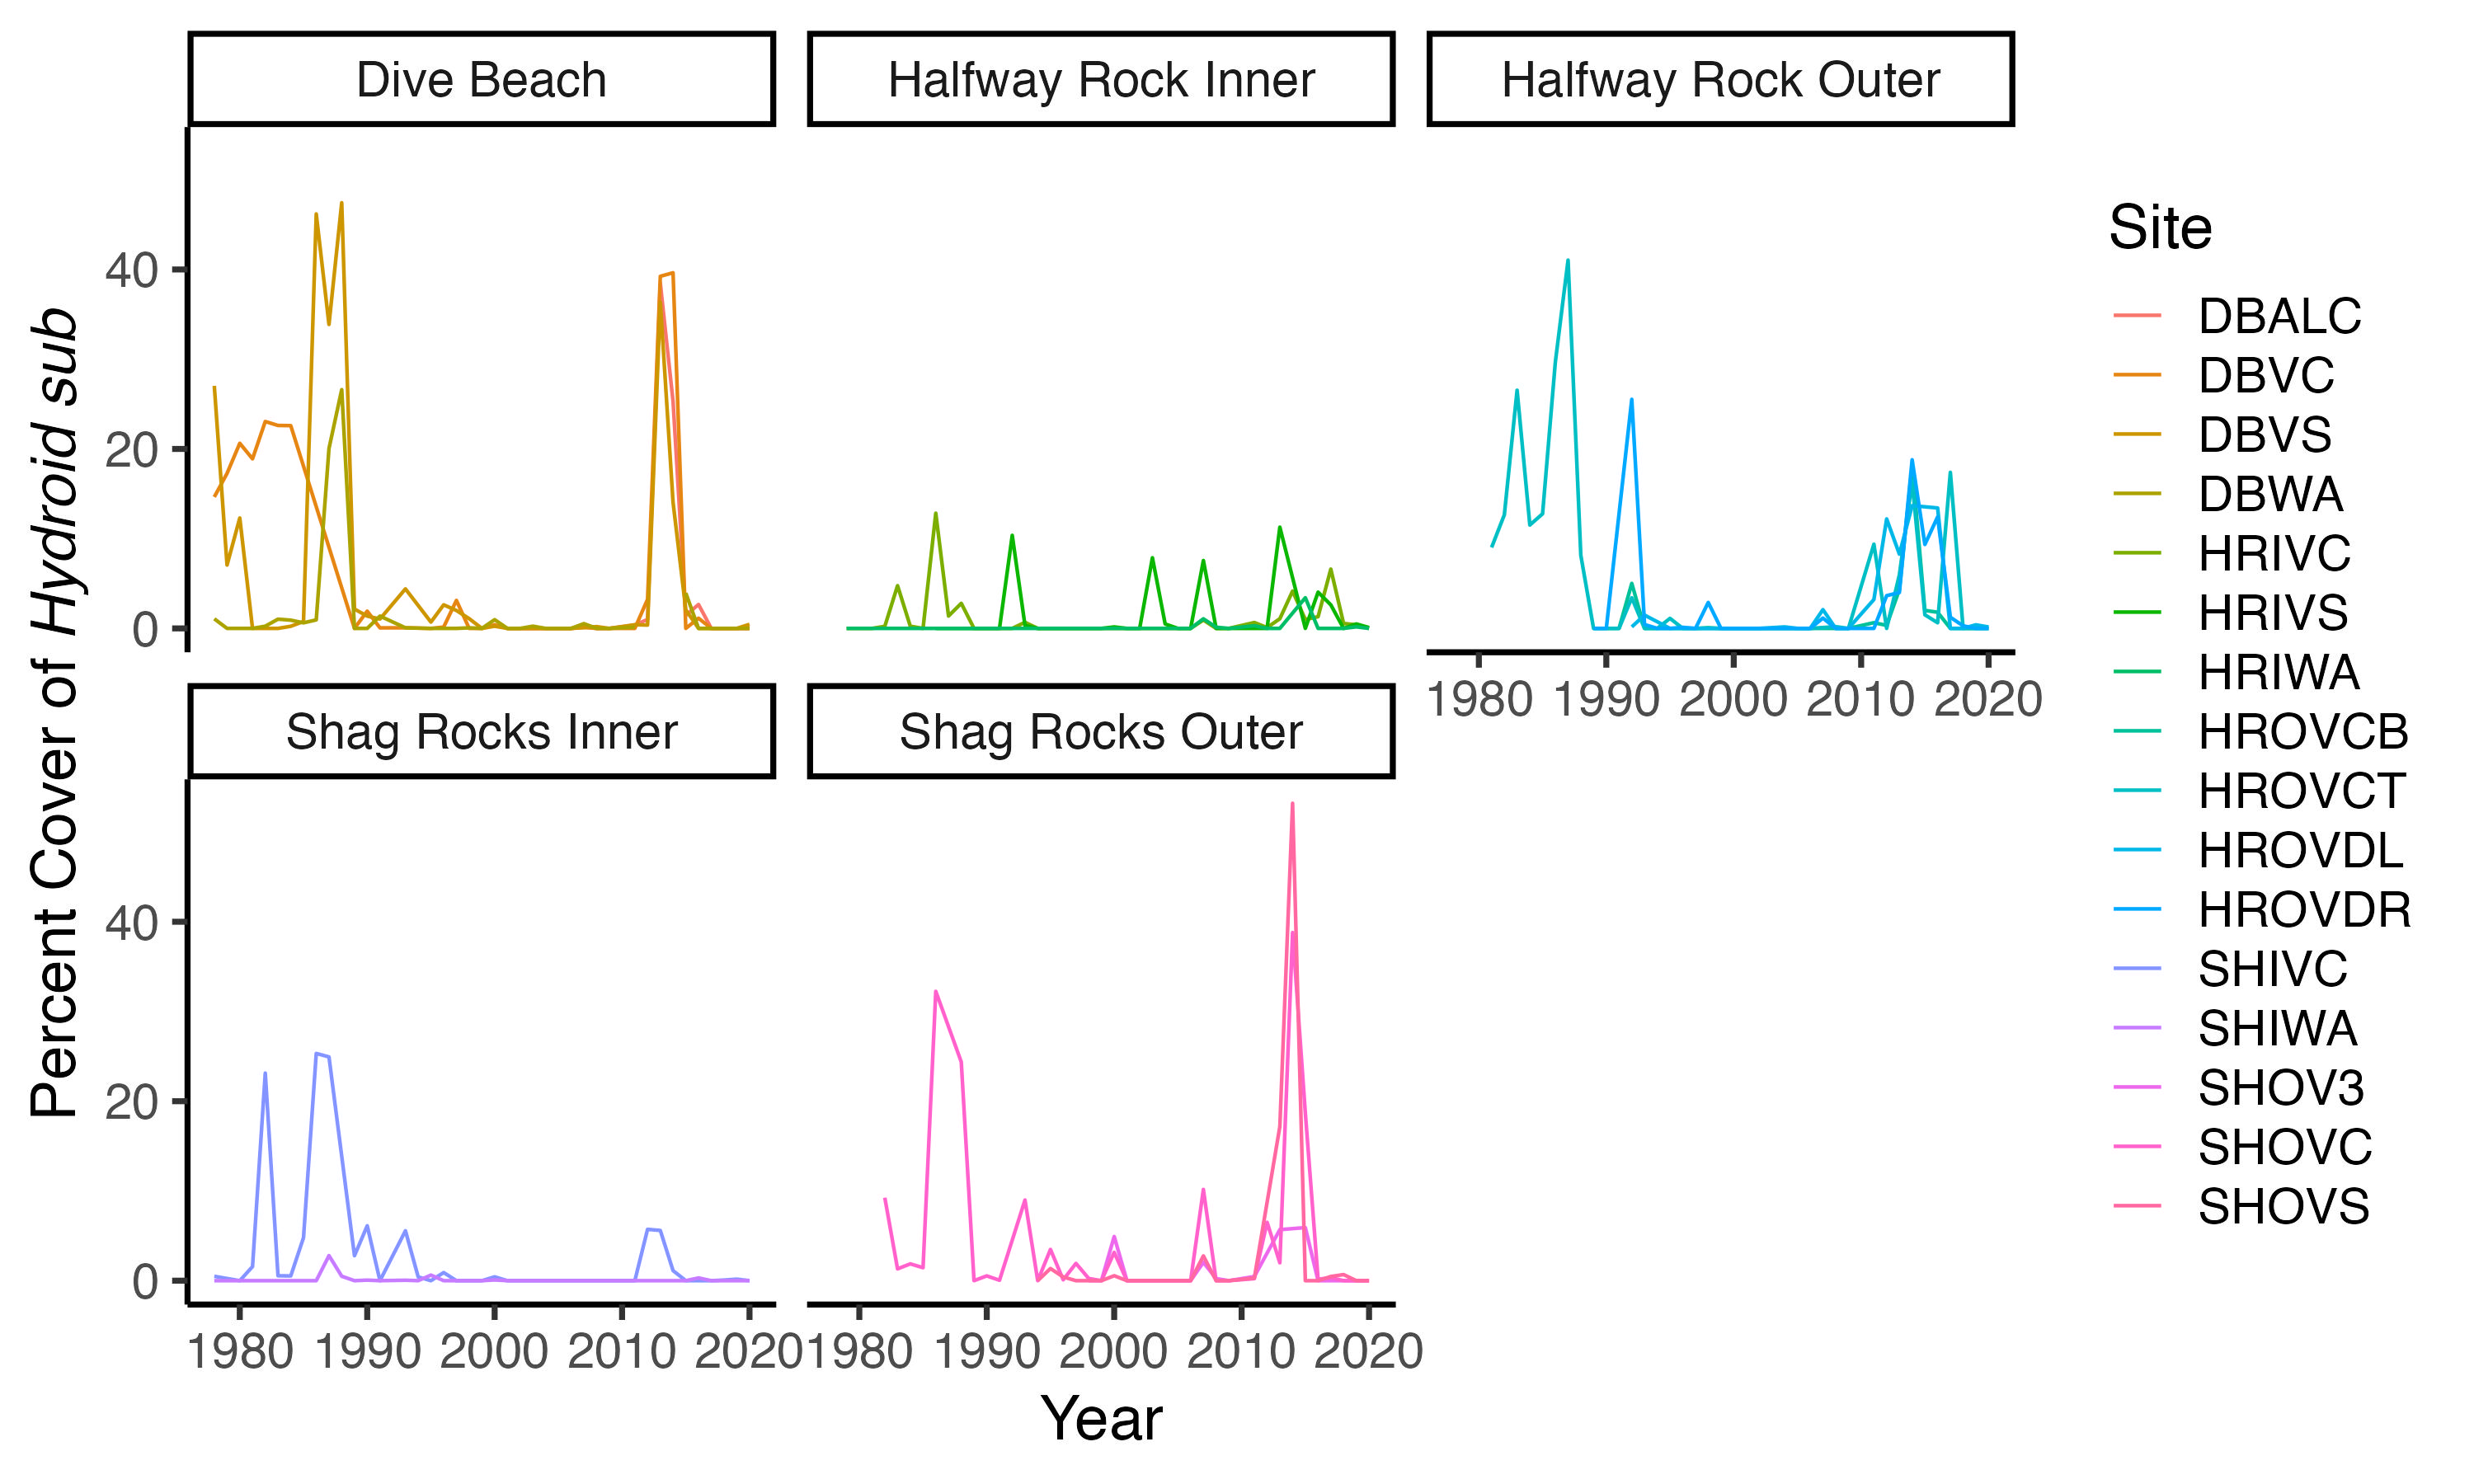 Dive Beach
Halfway Rock Inner
Halfway Rock Outer
Percent Cover of Hydroid sub
40
20
0
1980 1990 2000 2010 2020
Shag Rocks Inner
Shag Rocks Outer
40
20
0
1980 1990 2000 2010 2020
1980 1990 2000 2010 2020
Year
Site
DBALC
DBVC
DBVS
DBWA
HRIVC
HRIVS
HRIWA
HROVCB
HROVCT
HROVDL
HROVDR
SHIVC
SHIWA
SHOV3
SHOVC
SHOVS